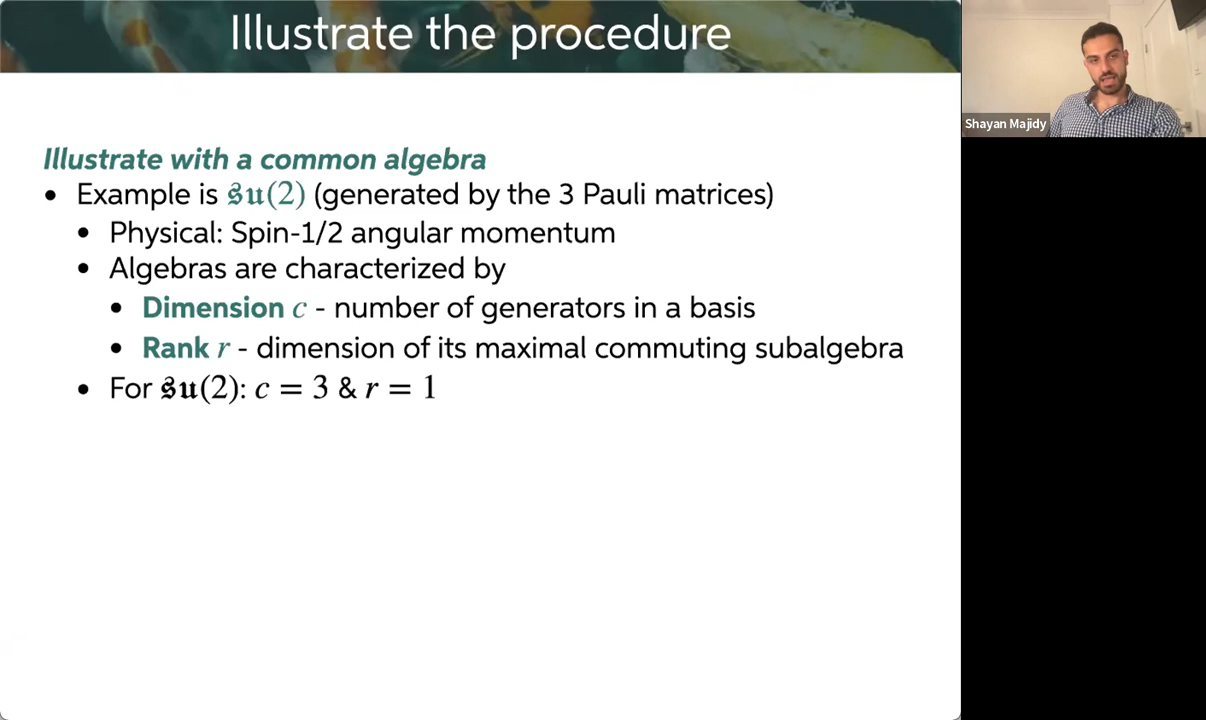 Illustrate the procedure
Shayan Majidy
Illustrate with a common algebra
• Example is 𝔰𝔲(2) (generated by the 3 Pauli matrices)
• Physical: Spin-1/2 angular momentum
• Algebras are characterized by
• Dimension c - number of generators in a basis
• Rank r - dimension of its maximal commuting subalgebra
• For 𝔰𝔲(2): c = 3 & r = 1